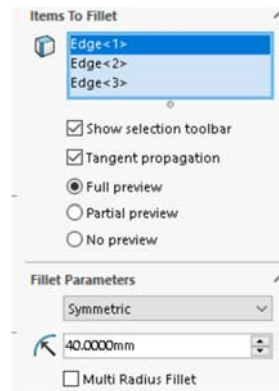 Items To Fillet
Edge<1>
Edge<2>
Edge<3>
Show selection toolbar
Tangent propagation
Full preview
Partial preview
No preview
Fillet Parameters
Symmetric
40.0000mm
Multi Radius Fillet